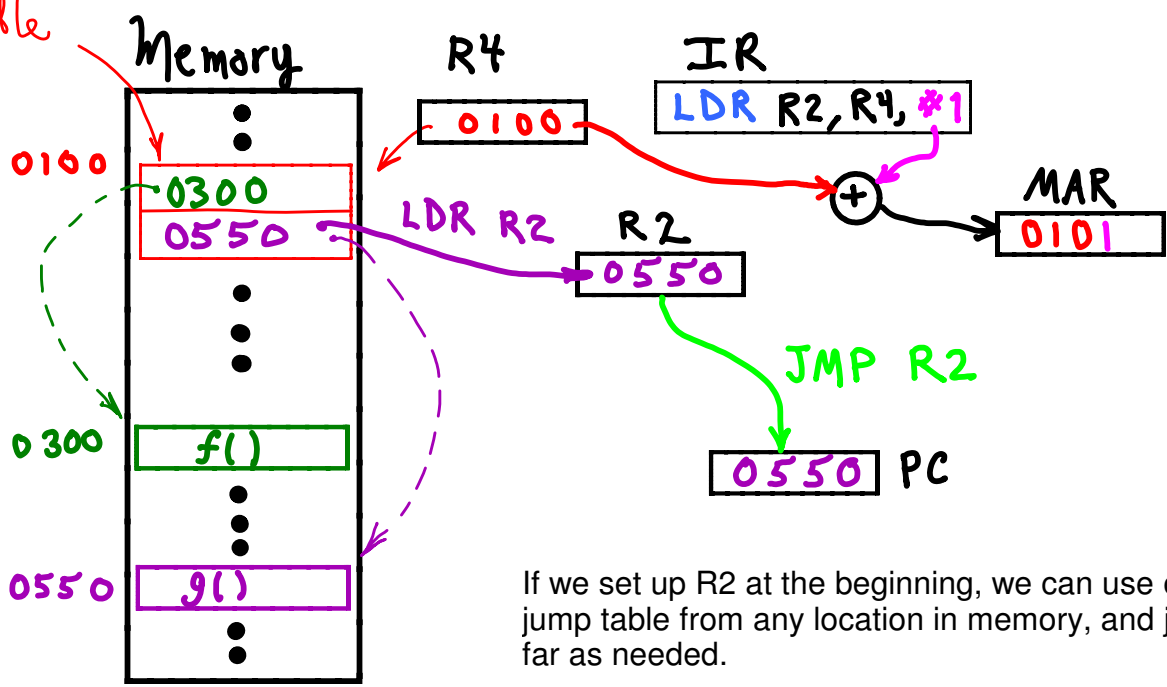 Memory
R4
IR
LDR R2, R4, #1
0100
0100
0300
0550
LDR R2
R2
0550
MAR
0101
+
JMP R2
0300
f()
0550
PC
0550
g()
If we set up R2 at the beginning, we can use
jump table from any location in memory, and
far as needed.